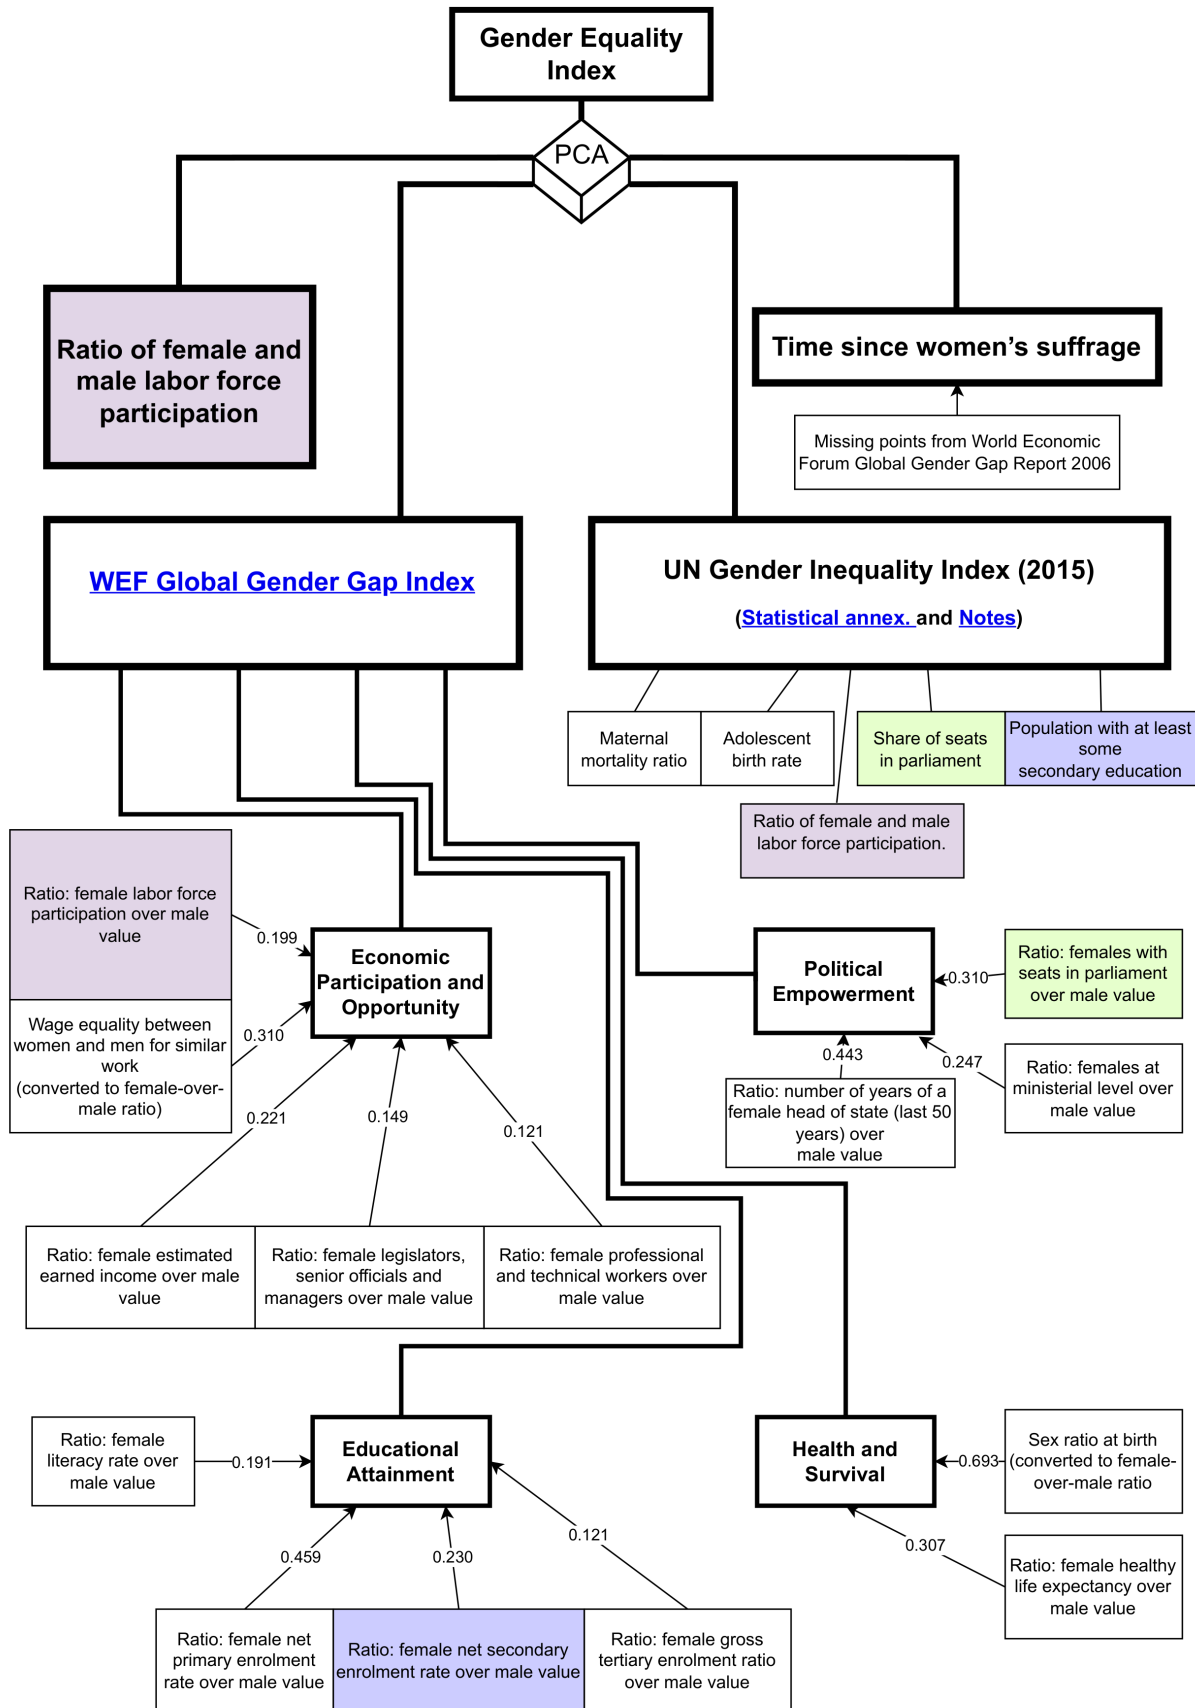 Gender Equality
Index
PCA
Ratio of female and
male labor force
participation
Time since women’s suffrage
Missing points from World Economic
Forum Global Gender Gap Report 2006
WEF Global Gender Gap Index
UN Gender Inequality Index (2015)
(Statistical annex. and Notes)
Maternal
mortality ratio
Adolescent
birth rate
Share of seats
in parliament
Population with at least
some
secondary education
Ratio of female and male
labor force participation.
Ratio: female labor force
participation over male
value
0.199
Economic
Participation and
Opportunity
Wage equality between
women and men for similar
work
(converted to female-over-
male ratio)
0.310
0.221
0.149
0.121
Political
Empowerment
0.310
Ratio: females with
seats in parliament
over male value
0.443
0.247
Ratio: females at
ministerial level over
male value
Ratio: number of years of a
female head of state (last 50
years) over
male value
Ratio: female estimated
earned income over male
value
Ratio: female legislators,
senior officials and
managers over male value
Ratio: female professional
and technical workers over
male value
Ratio: female
literacy rate over
male value
0.191
Educational
Attainment
0.459
0.230
0.121
Health and
Survival
0.693
Sex ratio at birth
(converted to female-
over-male ratio
0.307
Ratio: female healthy
life expectancy over
male value
Ratio: female net
primary enrolment
rate over male value
Ratio: female net secondary
enrolment rate over male value
Ratio: female gross
tertiary enrolment ratio
over male value